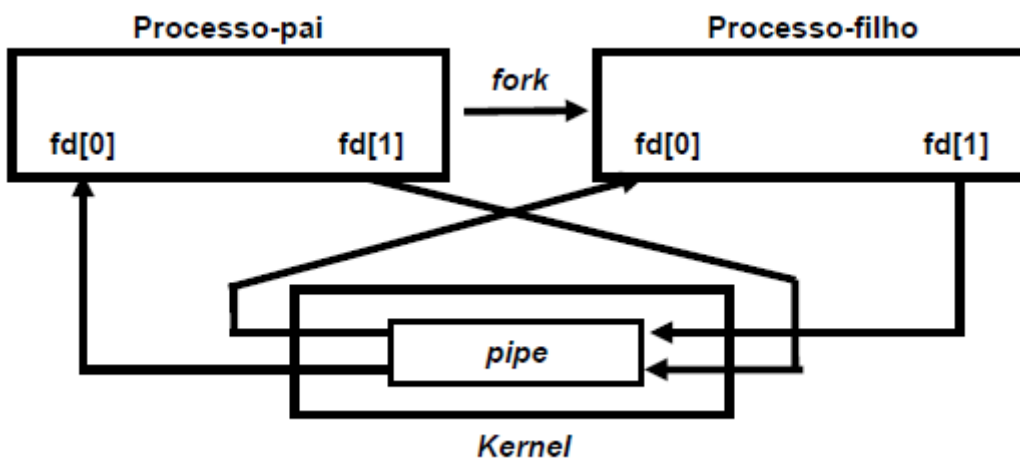 Processo-pai
Processo-filho
fork
fd[0]
fd[1]
fd[0]
fd[1]
pipe
Kernel